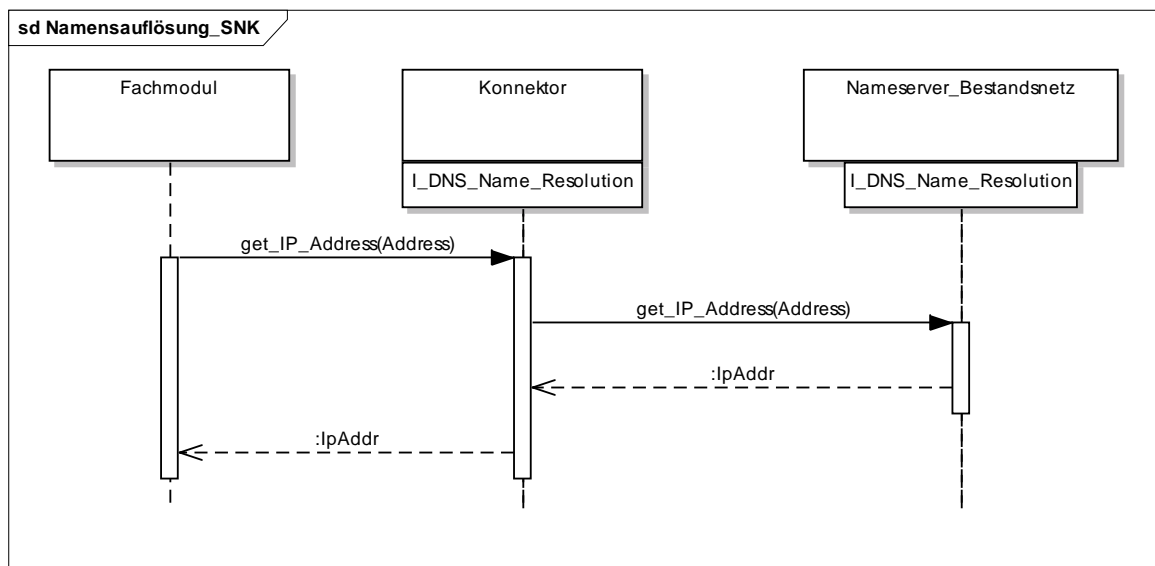 sd Namensauflösung_SNK
Fachmodul
Konnektor
Nameserver_Bestandsnetz
I_DNS_Name_Resolution
I_DNS_Name_Resolution
get_IP_Address(Address)
get_IP_Address(Address)
:IpAddr
:IpAddr